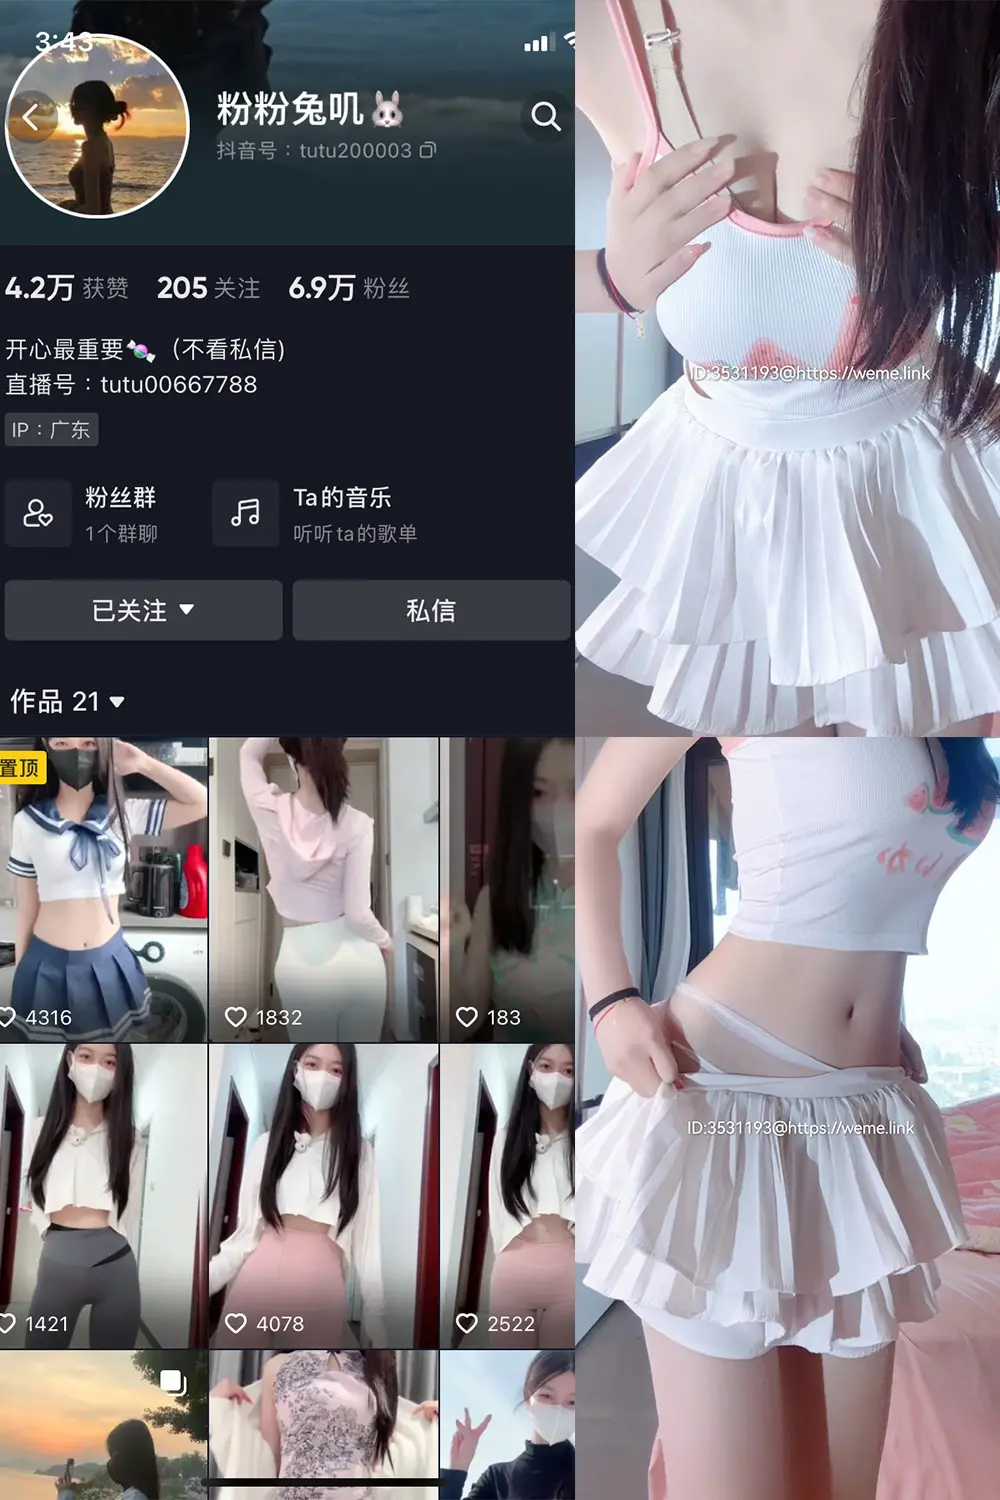 3:43
粉粉兔叽🐰
抖音号：tutu200003
4.2万 获赞 205 关注 6.9万 粉丝
开心最重要🍬（不看私信）
直播号：tutu00667788
IP：广东
粉丝群
1个群聊
Ta的音乐
听听ta的歌单
已关注
私信
作品 21
置顶
4316
1832
183
1421
4078
2522
ID:3531193@https://weme.link
ID:3531193@https://weme.link